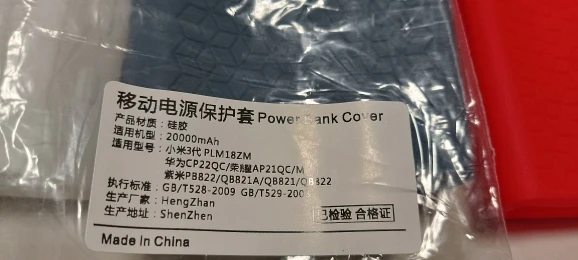 移动电源保护套 Power Bank Cover
产品材质：硅胶
适用机型：20000mAh
适用型号：小米3代 PLM18ZM
华为CP22QC/荣耀AP21QC/M
紫米PB822/QB821A/QB821/QB822
执行标准：GB/T528-2009 GB/T529-2008
生产厂家：HengZhan
生产地址：ShenZhen
已检验 合格证
Made in China